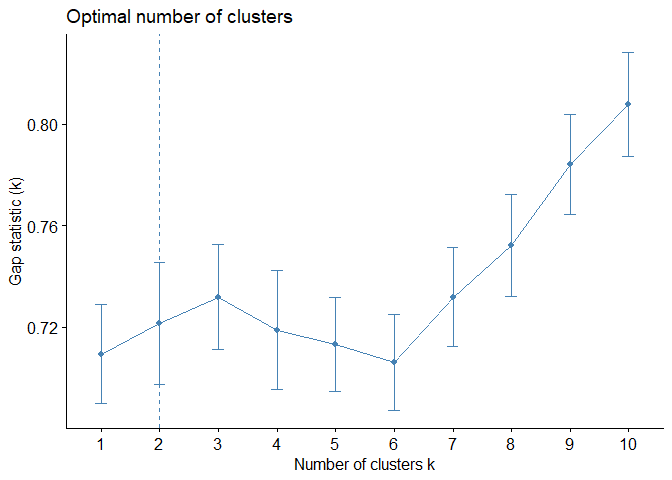 Optimal number of clusters
Gap statistic (k)
0.80
0.76
0.72
1 2 3 4 5 6 7 8 9 10
Number of clusters k